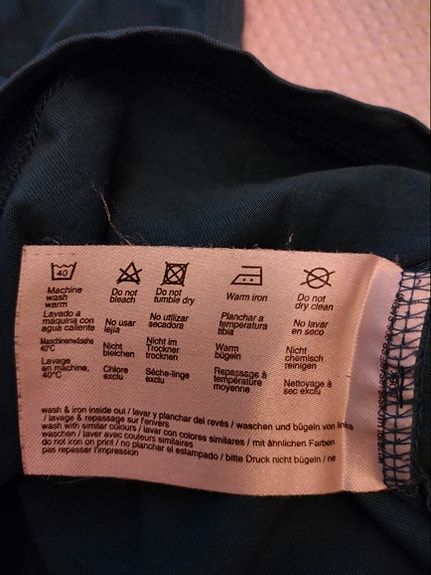 40
Machine
wash
warm
Lavado a
maquina con
agua caliente
Maschinenwäsche
40°C
Lavage
en machine,
40°C
Do not
bleach
No usar
lejia
Nicht
bleichen
Chlore
exclu
Do not
tumble dry
No utilizar
secadora
Nicht im
Trockner
trocknen
Sèche-linge
exclu
Warm iron
Planchar a
temperatura
tibia
Warm
bügeln
Repassage à
température
moyenne
Do not
dry clean
No lavar
en seco
Nicht
chemisch
reinigen
Nettoyage à
sec exclu
wash & iron inside out / lavar y planchar del revés / waschen und bügeln von links
/ lavage & repassage sur l'envers
wash with similar colours / lavar con colores similares / mit ähnlichen Farben
waschen / laver avec couleurs similaires
do not iron on print / no planchar el estampado / bitte Druck nicht bügeln / ne
pas repasser l'impression